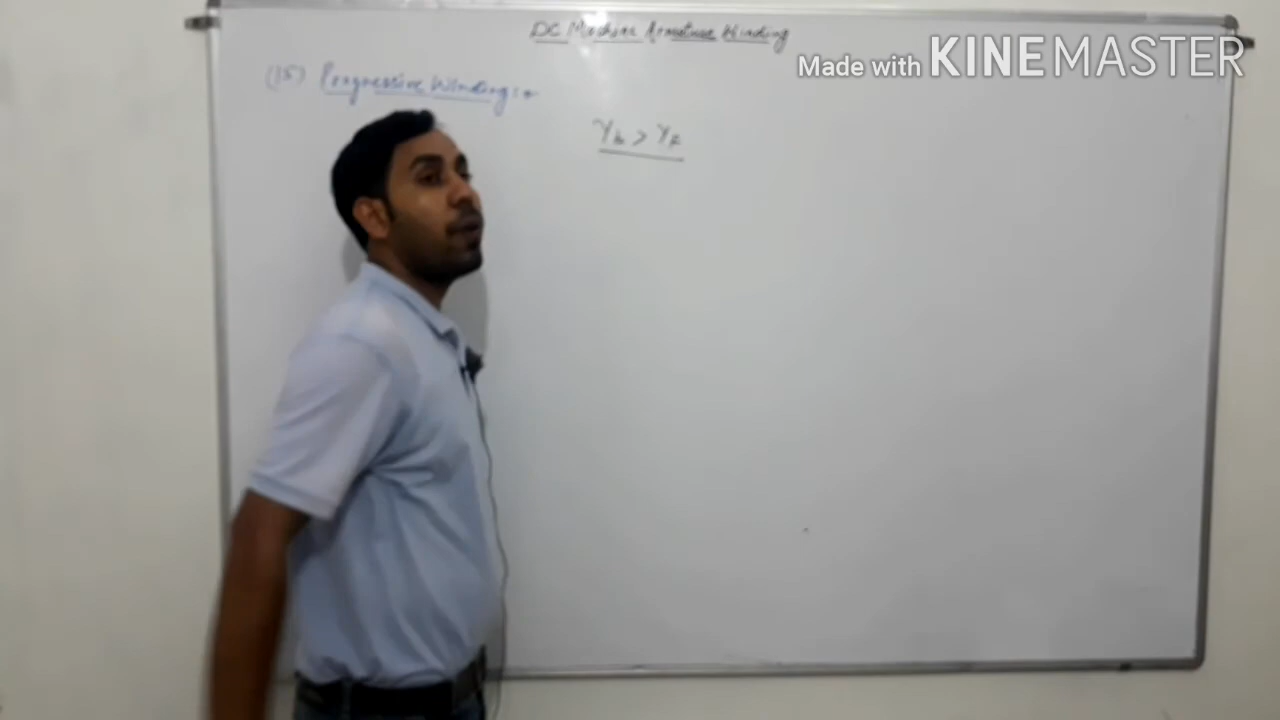 DC Machine Armature Winding
Made with KINEMASTER
(15) Progressive Winding :→
Yb > Yf